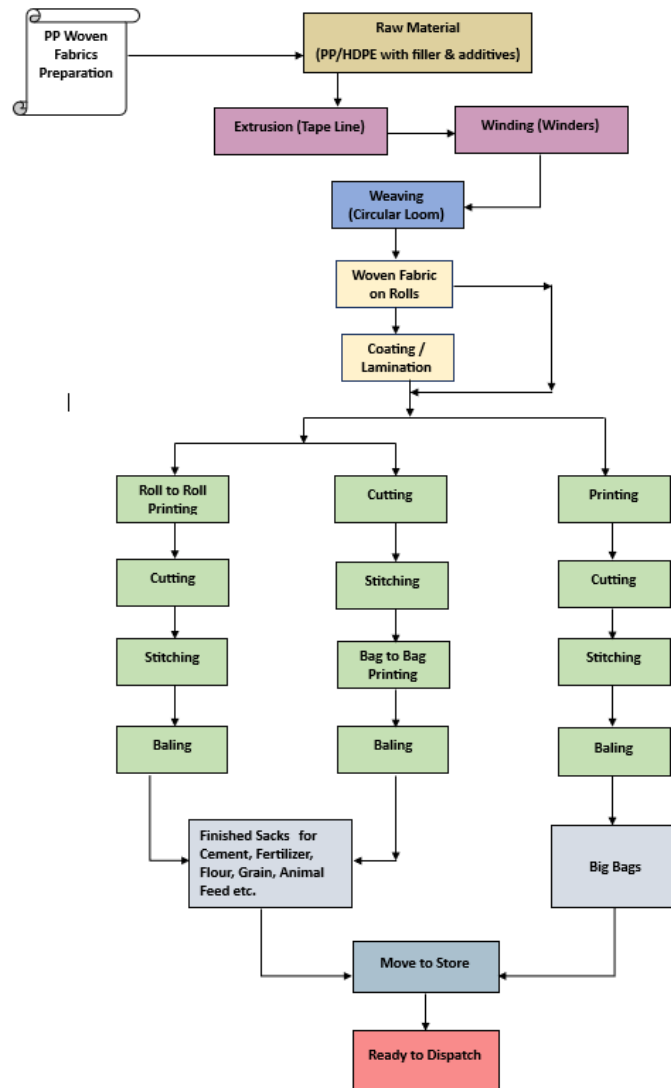 PP Woven
Fabrics
Preparation
Raw Material
(PP/HDPE with filler & additives)
Extrusion (Tape Line)
Winding (Winders)
Weaving
(Circular Loom)
Woven Fabric
on Rolls
Coating /
Lamination
Roll to Roll
Printing
Cutting
Printing
Cutting
Stitching
Cutting
Stitching
Bag to Bag
Printing
Stitching
Baling
Baling
Baling
Finished Sacks for
Cement, Fertilizer,
Flour, Grain, Animal
Feed etc.
Big Bags
Move to Store
Ready to Dispatch